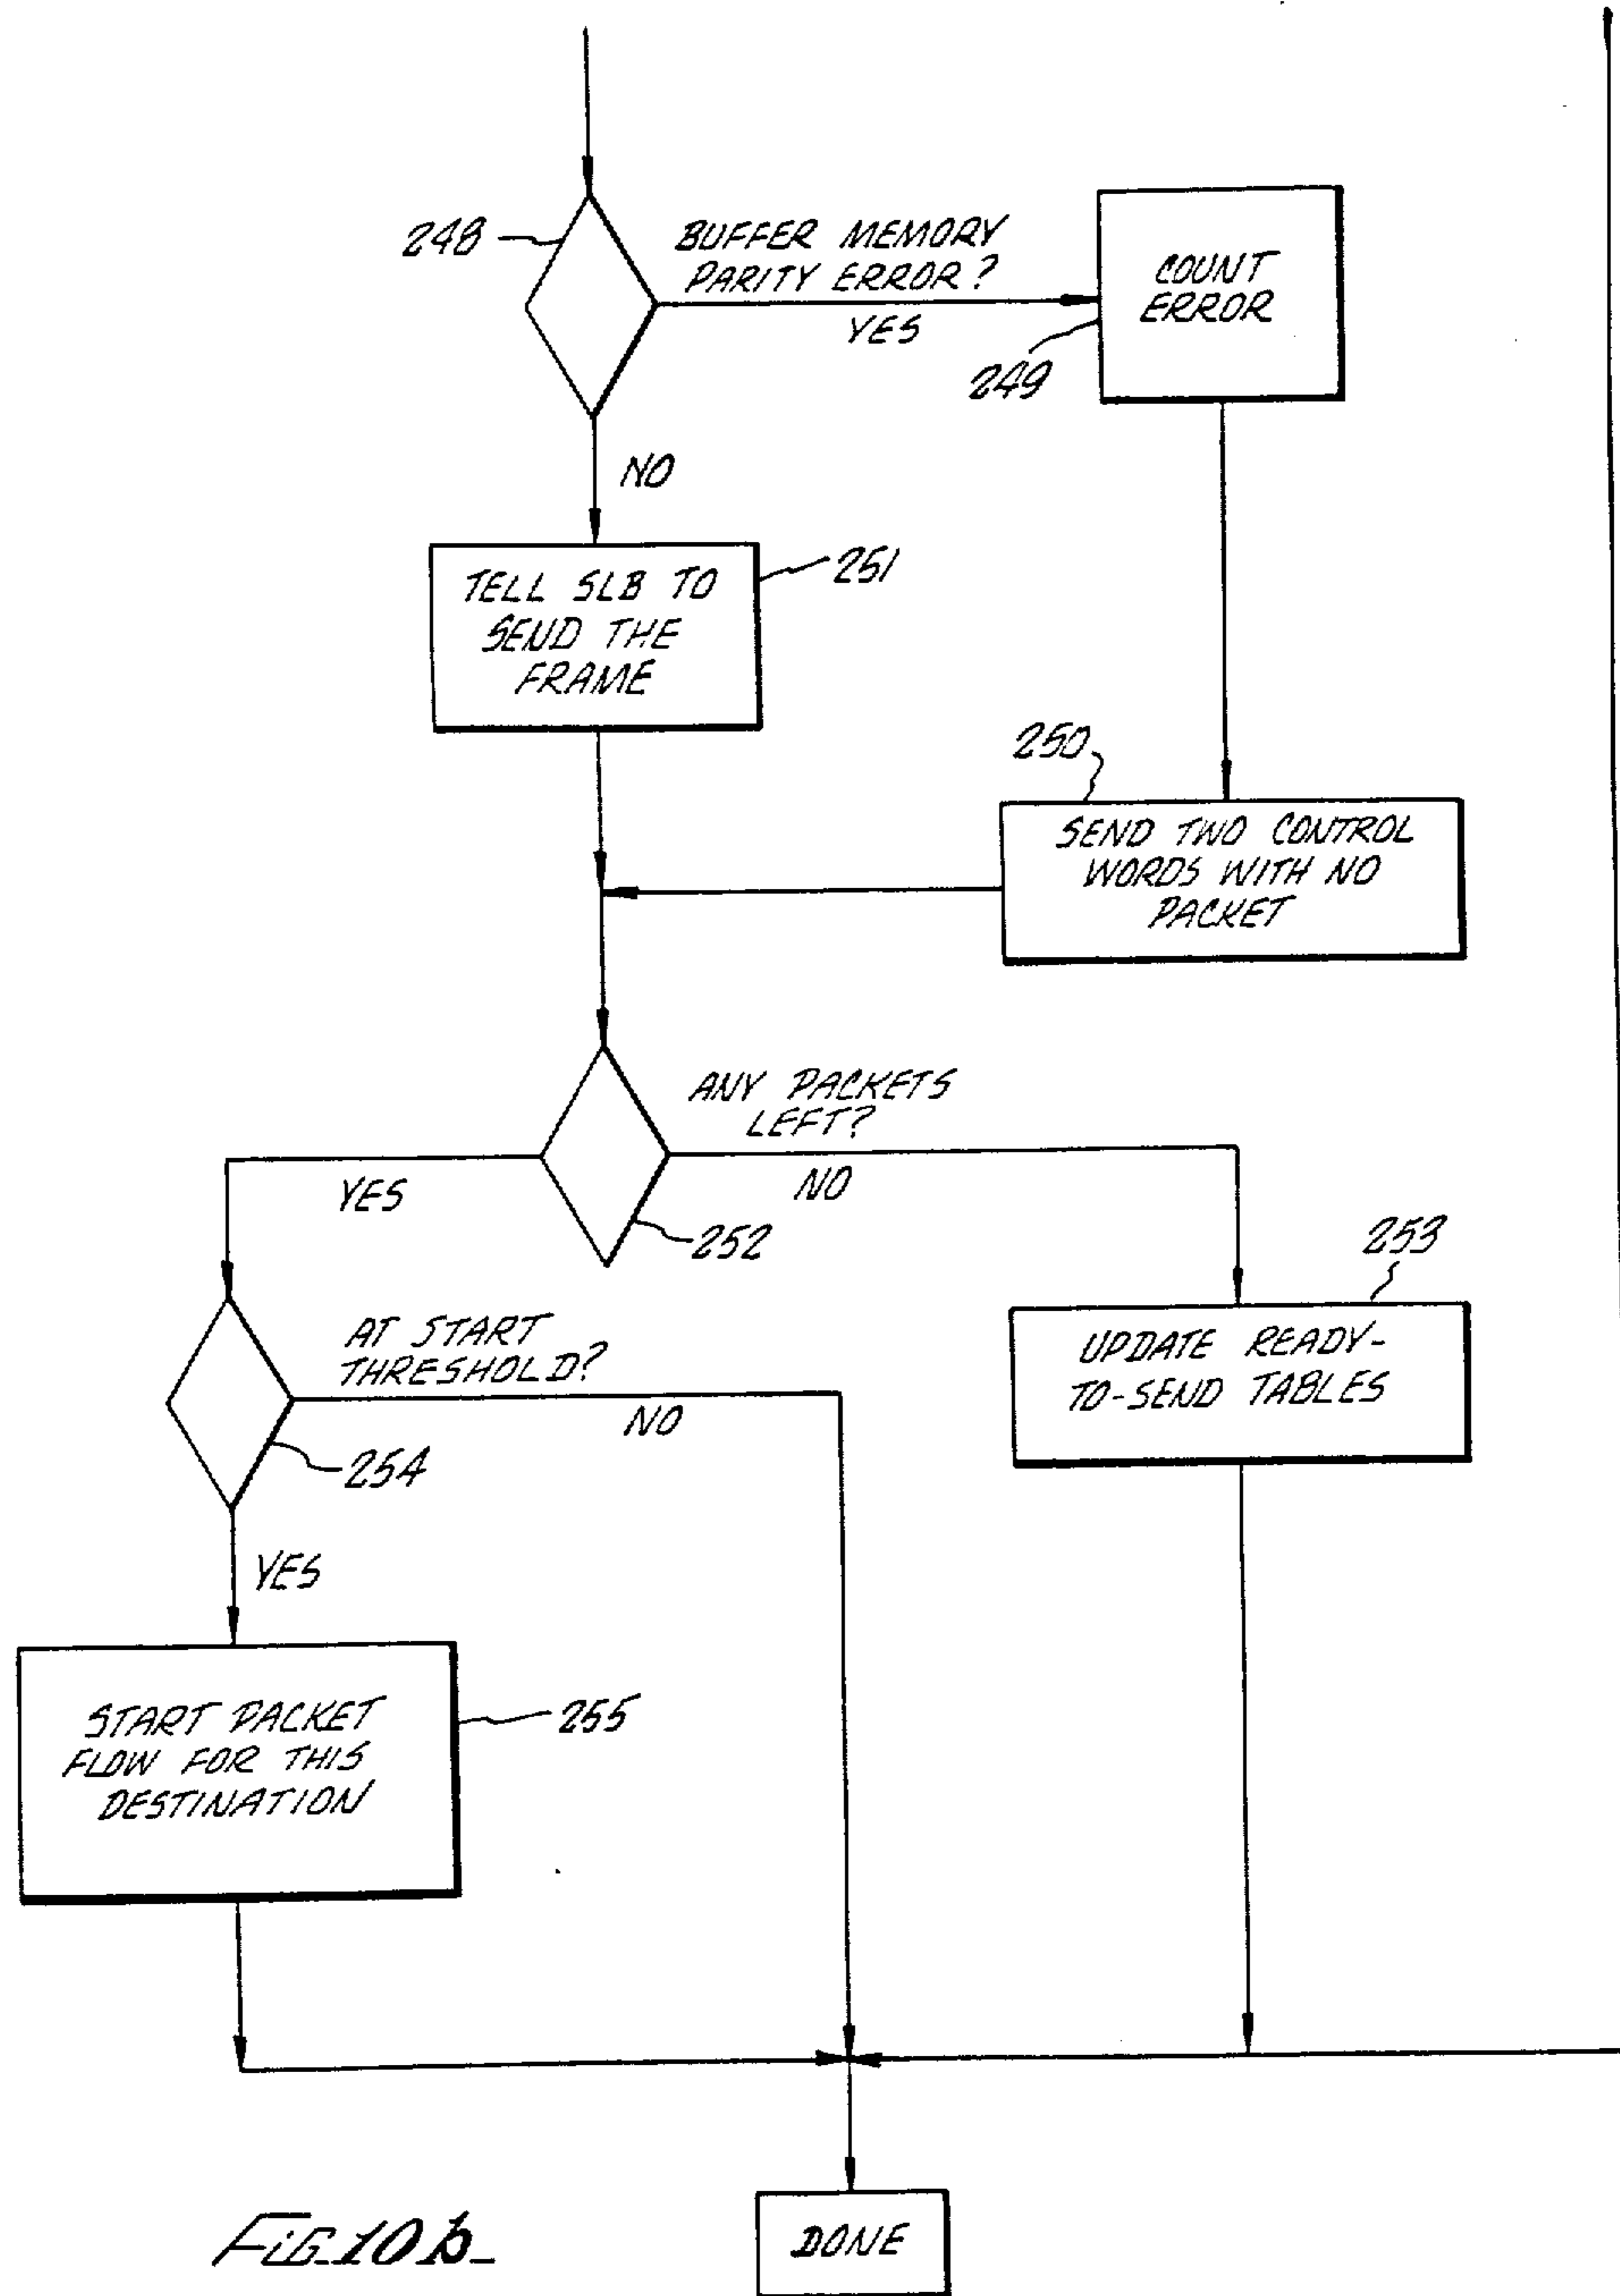 248
BUFFER MEMORY
PARITY ERROR?
YES
COUNT
ERROR
249
NO
TELL SLB TO
SEND THE
FRAME
251
250
SEND TWO CONTROL
WORDS WITH NO
PACKET
ANY PACKETS
LEFT?
YES
NO
252
253
AT START
THRESHOLD?
NO
UPDATE READY-
TO-SEND TABLES
254
YES
START PACKET
FLOW FOR THIS
DESTINATION
255
DONE
FIG. 10b